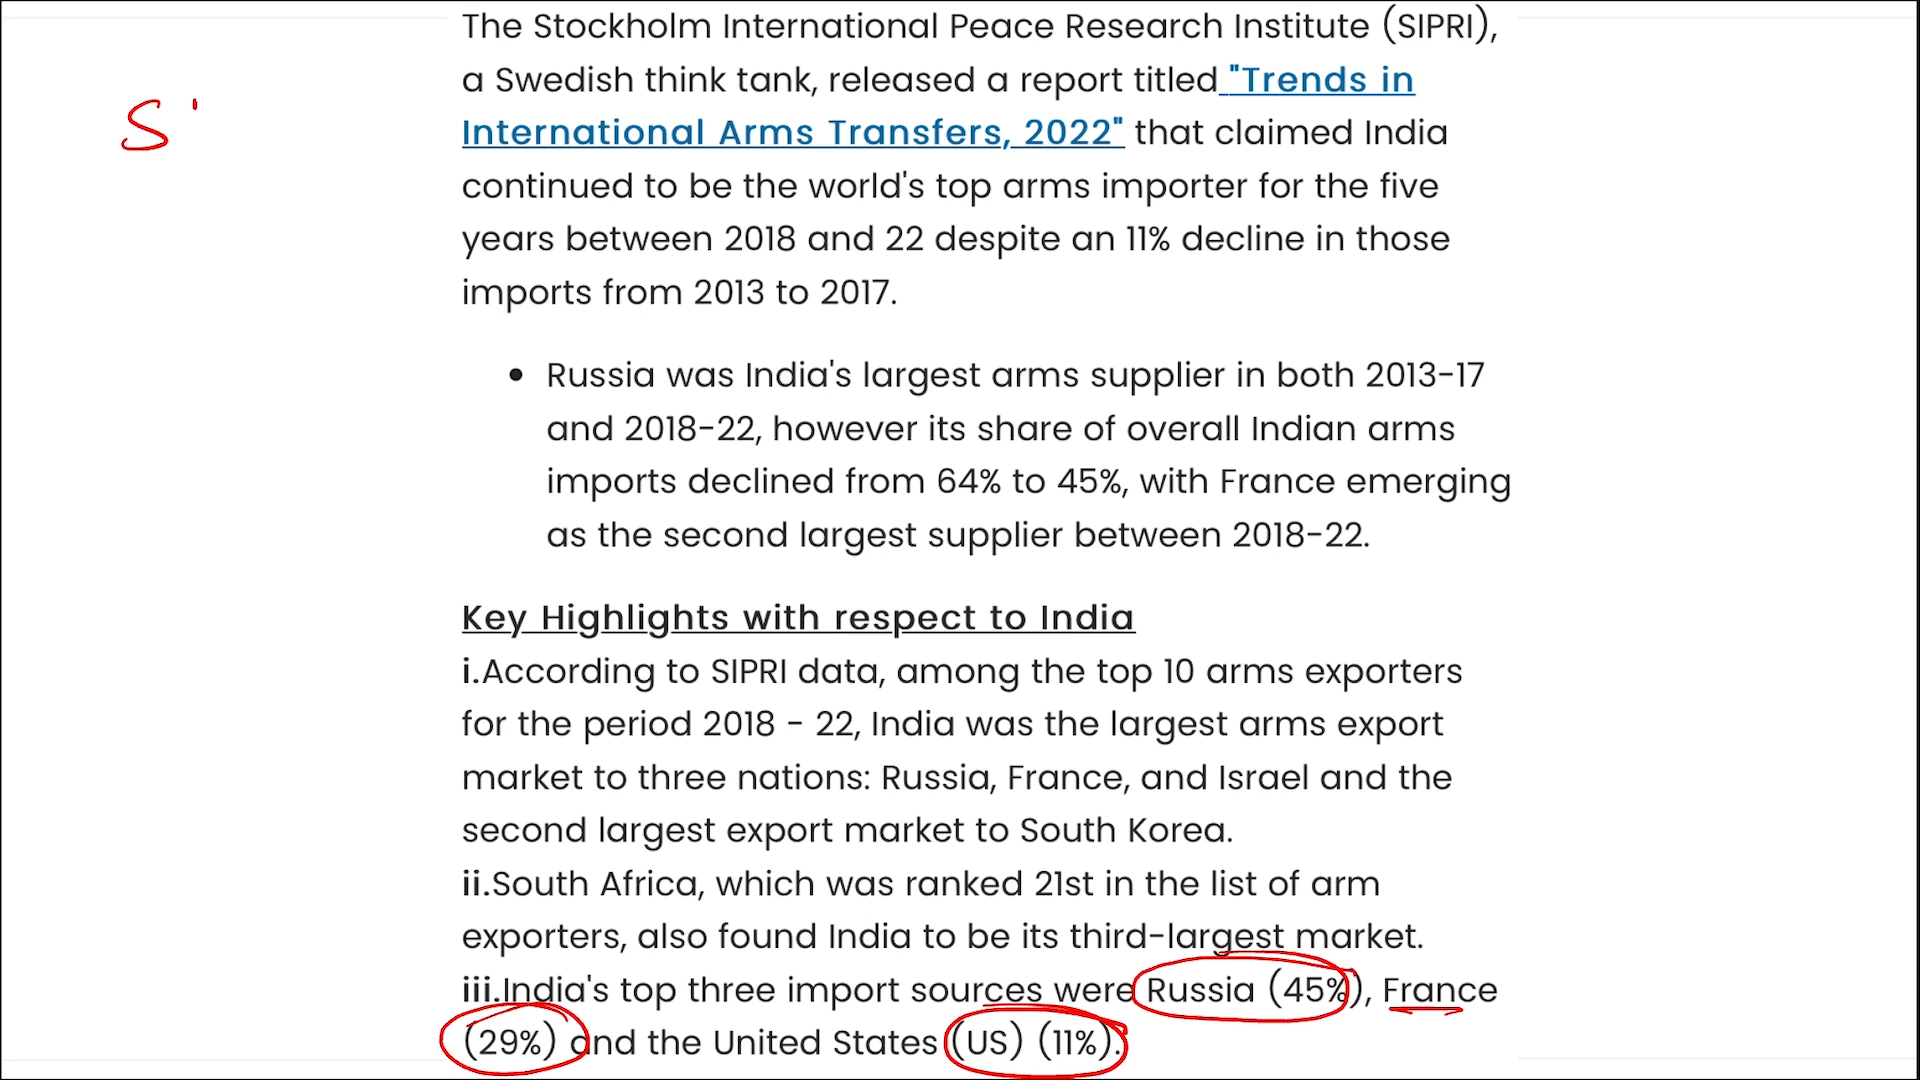 The Stockholm International Peace Research Institute (SIPRI),
a Swedish think tank, released a report titled "Trends in
International Arms Transfers, 2022" that claimed India
continued to be the world's top arms importer for the five
years between 2018 and 22 despite an 11% decline in those
imports from 2013 to 2017.
S
• Russia was India's largest arms supplier in both 2013-17
and 2018-22, however its share of overall Indian arms
imports declined from 64% to 45%, with France emerging
as the second largest supplier between 2018-22.
Key Highlights with respect to India
i.According to SIPRI data, among the top 10 arms exporters
for the period 2018 - 22, India was the largest arms export
market to three nations: Russia, France, and Israel and the
second largest export market to South Korea.
ii.South Africa, which was ranked 21st in the list of arm
exporters, also found India to be its third-largest market.
iii.India's top three import sources were Russia (45%), France
(29%) and the United States (US) (11%).